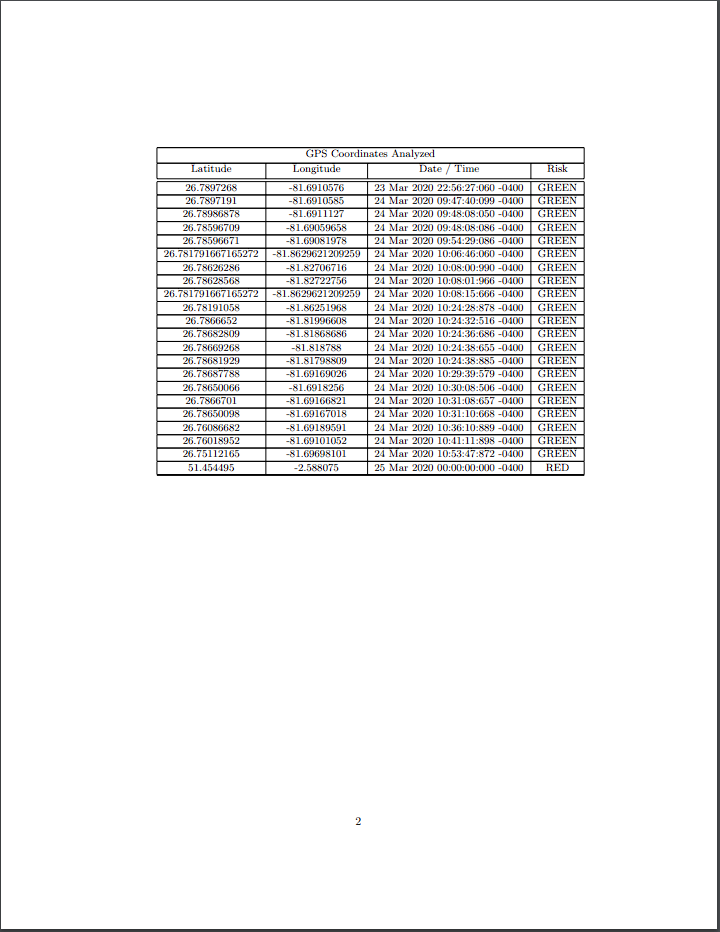 GPS Coordinates Analyzed
Latitude Longitude Date / Time Risk
26.7897268 -81.6910576 23 Mar 2020 22:56:27:060 -0400 GREEN
26.7897191 -81.6910585 24 Mar 2020 09:47:40:099 -0400 GREEN
26.78986878 -81.6911127 24 Mar 2020 09:48:08:050 -0400 GREEN
26.78596709 -81.69059658 24 Mar 2020 09:48:08:086 -0400 GREEN
26.78596671 -81.69081978 24 Mar 2020 09:54:29:086 -0400 GREEN
26.781791667165272 -81.8629621209259 24 Mar 2020 10:06:46:060 -0400 GREEN
26.78626286 -81.82706716 24 Mar 2020 10:08:00:990 -0400 GREEN
26.78628568 -81.82722756 24 Mar 2020 10:08:01:966 -0400 GREEN
26.781791667165272 -81.8629621209259 24 Mar 2020 10:08:15:666 -0400 GREEN
26.78191058 -81.86251968 24 Mar 2020 10:24:28:878 -0400 GREEN
26.7866652 -81.81996608 24 Mar 2020 10:24:32:516 -0400 GREEN
26.78682809 -81.81868686 24 Mar 2020 10:24:36:686 -0400 GREEN
26.78669268 -81.818788 24 Mar 2020 10:24:38:655 -0400 GREEN
26.78681929 -81.81798809 24 Mar 2020 10:24:38:885 -0400 GREEN
26.78687788 -81.69169026 24 Mar 2020 10:29:39:579 -0400 GREEN
26.78650066 -81.6918256 24 Mar 2020 10:30:08:506 -0400 GREEN
26.7866701 -81.69166821 24 Mar 2020 10:31:08:657 -0400 GREEN
26.78650098 -81.69167018 24 Mar 2020 10:31:10:668 -0400 GREEN
26.76086682 -81.69189591 24 Mar 2020 10:36:10:889 -0400 GREEN
26.76018952 -81.69101052 24 Mar 2020 10:41:11:898 -0400 GREEN
26.75112165 -81.69698101 24 Mar 2020 10:53:47:872 -0400 GREEN
51.454495 -2.588075 25 Mar 2020 00:00:00:000 -0400 RED
2